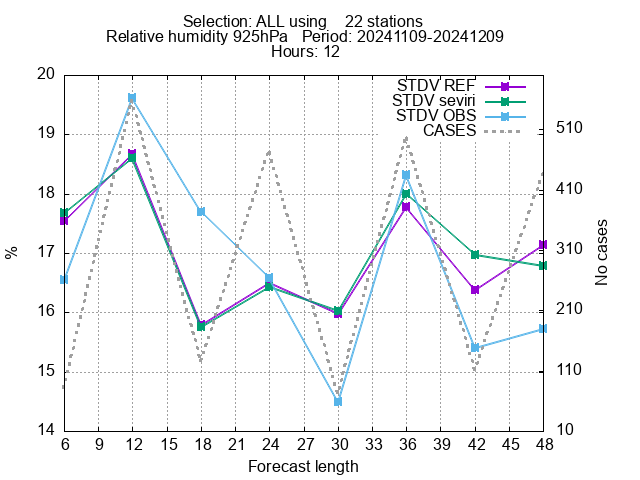 Selection: ALL using    22 stations
Relative humidity 925hPa   Period: 20241109-20241209
Hours: 12
STDV REF
STDV seviri
STDV OBS
CASES
20
19
18
17
16
15
14
510
410
310
210
110
10
%
No cases
6 9 12 15 18 21 24 27 30 33 36 39 42 45 48
Forecast length